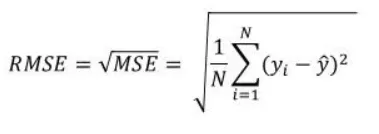 RMSE = √MSE = √(1/N ∑_{i=1}^{N} (y_i − ŷ)²)